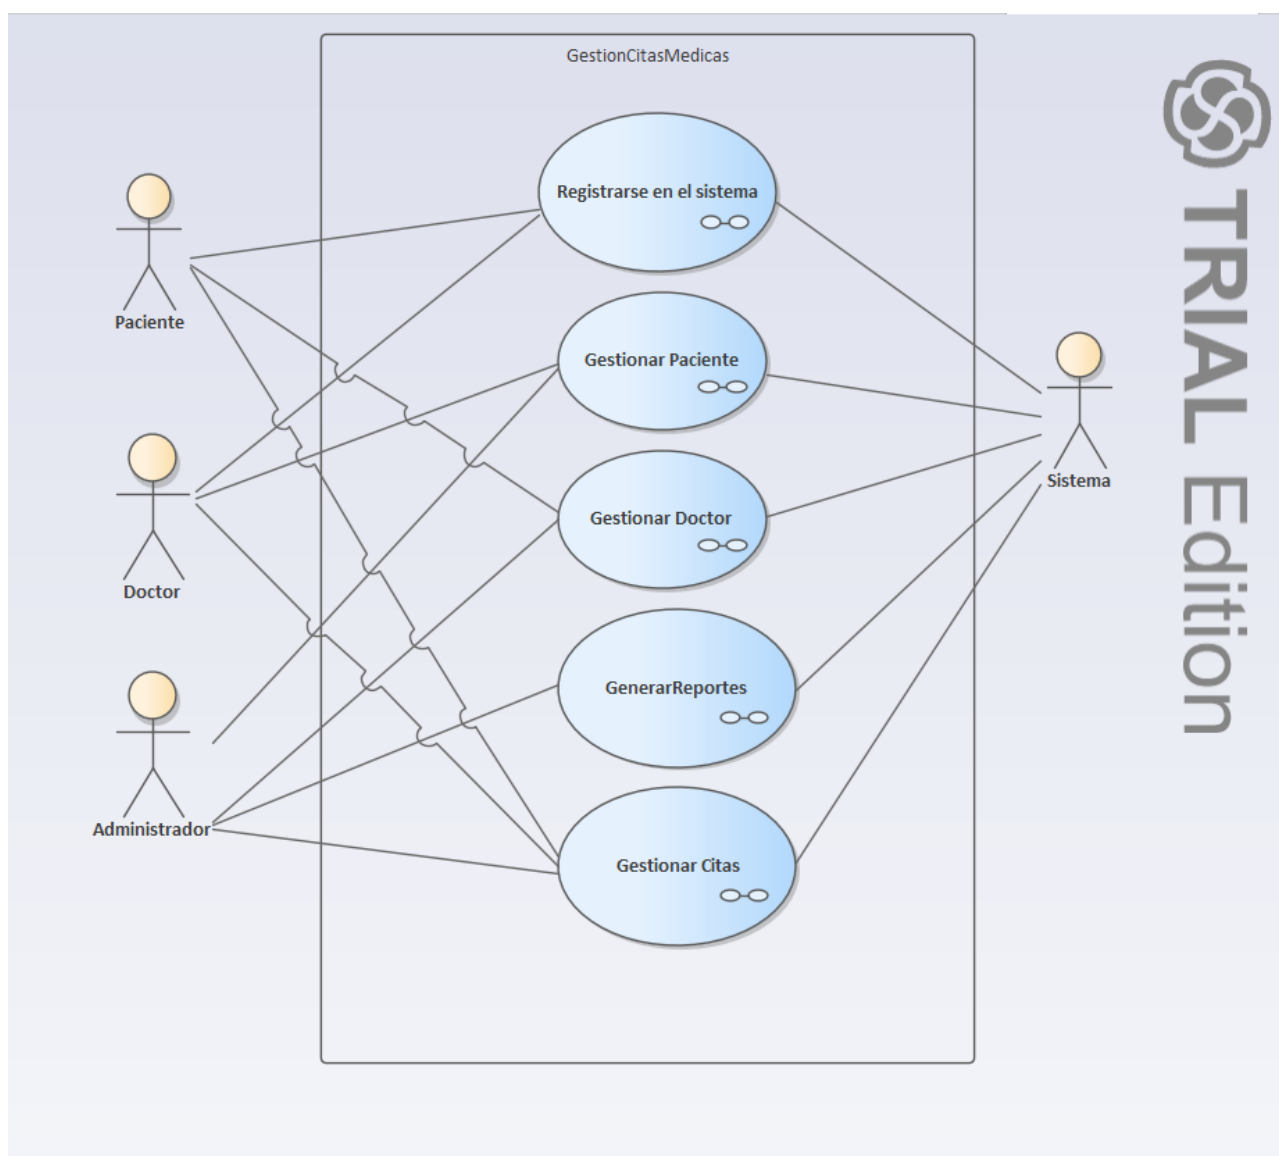 GestionCitasMedicas
Registrarse en el sistema
Paciente
Gestionar Paciente
Sistema
Gestionar Doctor
Doctor
GenerarReportes
Administrador
Gestionar Citas
TRIAL Edition